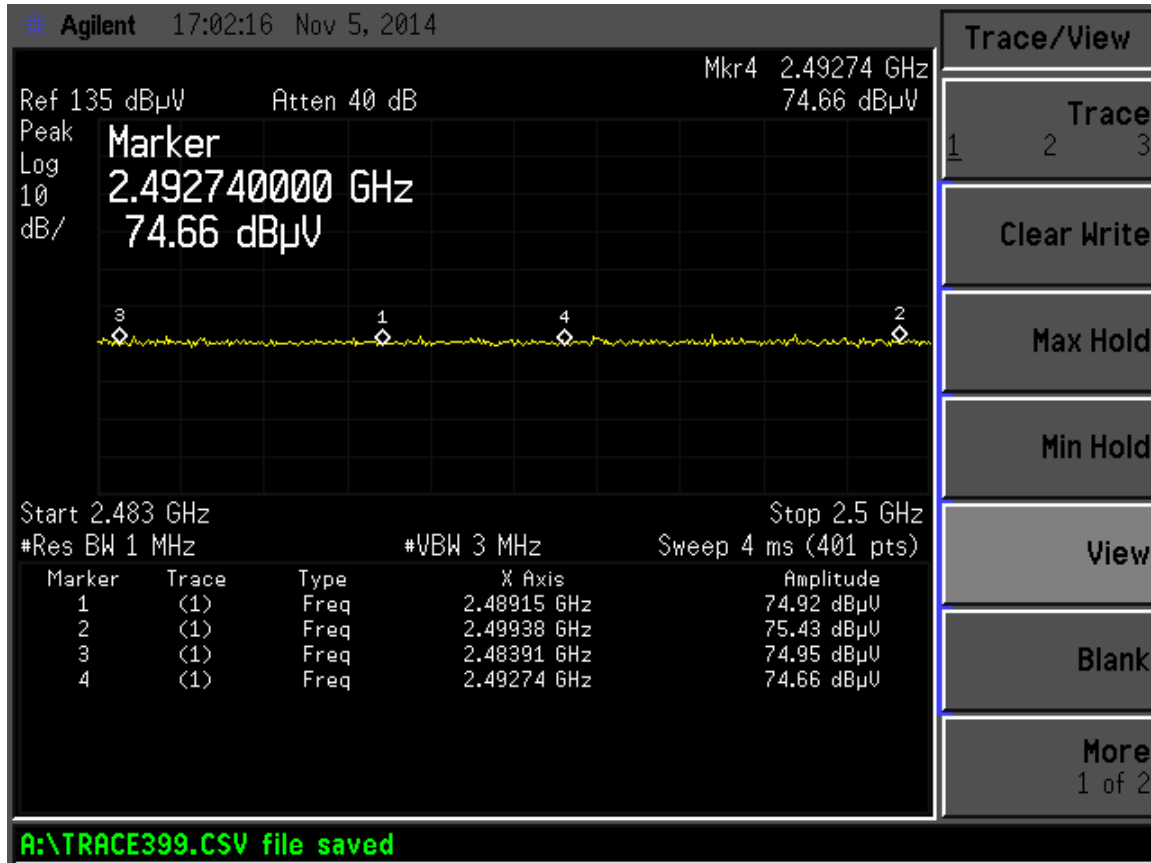 Agilent 17:02:16 Nov 5, 2014
Trace/View
Mkr4 2.49274 GHz
Ref 135 dBµV Atten 40 dB 74.66 dBµV
Peak
Log
10
dB/
Marker
2.492740000 GHz
74.66 dBµV
3 1 4 2
Start 2.483 GHz Stop 2.5 GHz
#Res BW 1 MHz #VBW 3 MHz Sweep 4 ms (401 pts)
Marker Trace Type X Axis Amplitude
1 (1) Freq 2.48915 GHz 74.92 dBµV
2 (1) Freq 2.49938 GHz 75.43 dBµV
3 (1) Freq 2.48391 GHz 74.95 dBµV
4 (1) Freq 2.49274 GHz 74.66 dBµV
Trace
1 2 3
Clear Write
Max Hold
Min Hold
View
Blank
More
1 of 2
A:\TRACE399.CSV file saved